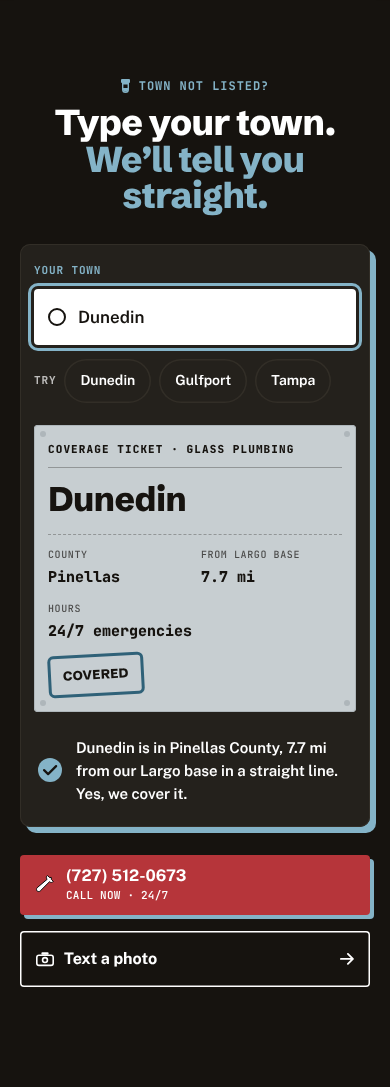 TOWN NOT LISTED?
Type your town.
We’ll tell you
straight.
YOUR TOWN
Dunedin
TRY Dunedin Gulfport Tampa
COVERAGE TICKET · GLASS PLUMBING
Dunedin
COUNTY FROM LARGO BASE
Pinellas 7.7 mi
HOURS
24/7 emergencies
COVERED
Dunedin is in Pinellas County, 7.7 mi
from our Largo base in a straight line.
Yes, we cover it.
(727) 512-0673
CALL NOW · 24/7
Text a photo